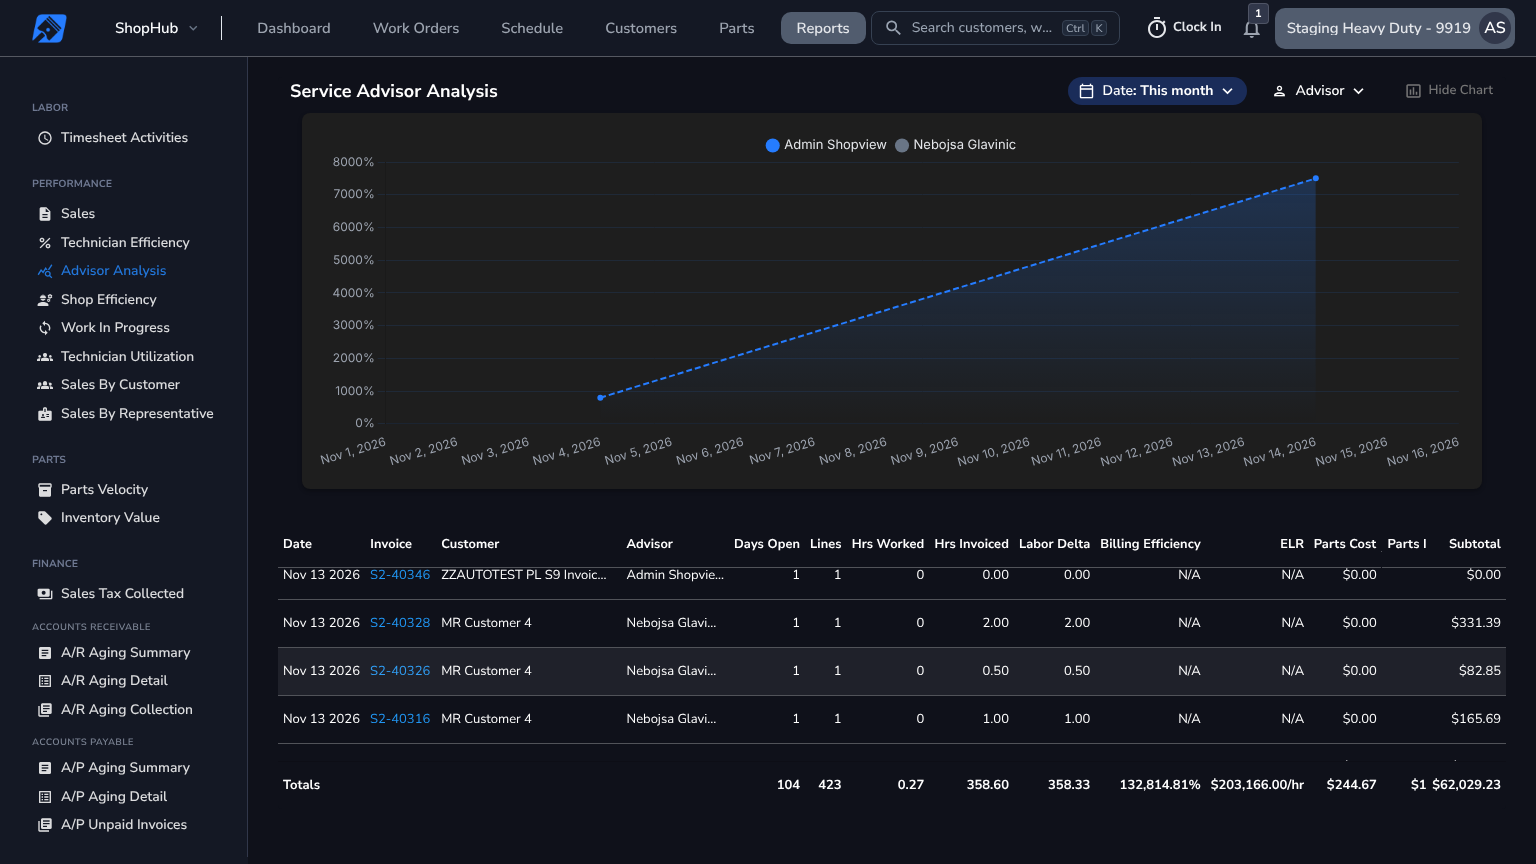 ShopHub
Dashboard
Work Orders
Schedule
Customers
Parts
Reports
Search customers, w...
Ctrl K
Clock In
1
Staging Heavy Duty - 9919
AS
LABOR
Timesheet Activities
PERFORMANCE
Sales
Technician Efficiency
Advisor Analysis
Shop Efficiency
Work In Progress
Technician Utilization
Sales By Customer
Sales By Representative
PARTS
Parts Velocity
Inventory Value
FINANCE
Sales Tax Collected
ACCOUNTS RECEIVABLE
A/R Aging Summary
A/R Aging Detail
A/R Aging Collection
ACCOUNTS PAYABLE
A/P Aging Summary
A/P Aging Detail
A/P Unpaid Invoices
Service Advisor Analysis
Date: This month
Advisor
Hide Chart
Admin Shopview
Nebojsa Glavinic
8000%
7000%
6000%
5000%
4000%
3000%
2000%
1000%
0%
Nov 1, 2026
Nov 2, 2026
Nov 3, 2026
Nov 4, 2026
Nov 5, 2026
Nov 6, 2026
Nov 7, 2026
Nov 8, 2026
Nov 9, 2026
Nov 10, 2026
Nov 11, 2026
Nov 12, 2026
Nov 13, 2026
Nov 14, 2026
Nov 15, 2026
Nov 16, 2026
Date Invoice Customer Advisor Days Open Lines Hrs Worked Hrs Invoiced Labor Delta Billing Efficiency ELR Parts Cost Parts Subtotal
Nov 13 2026 S2-40346 ZZAUTOTEST PL S9 Invoic... Admin Shopvie... 1 1 0 0.00 0.00 N/A N/A $0.00 $0.00
Nov 13 2026 S2-40328 MR Customer 4 Nebojsa Glavi... 1 1 0 2.00 2.00 N/A N/A $0.00 $331.39
Nov 13 2026 S2-40326 MR Customer 4 Nebojsa Glavi... 1 1 0 0.50 0.50 N/A N/A $0.00 $82.85
Nov 13 2026 S2-40316 MR Customer 4 Nebojsa Glavi... 1 1 0 1.00 1.00 N/A N/A $0.00 $165.69
Totals 104 423 0.27 358.60 358.33 132,814.81% $203,166.00/hr $244.67 $1 $62,029.23